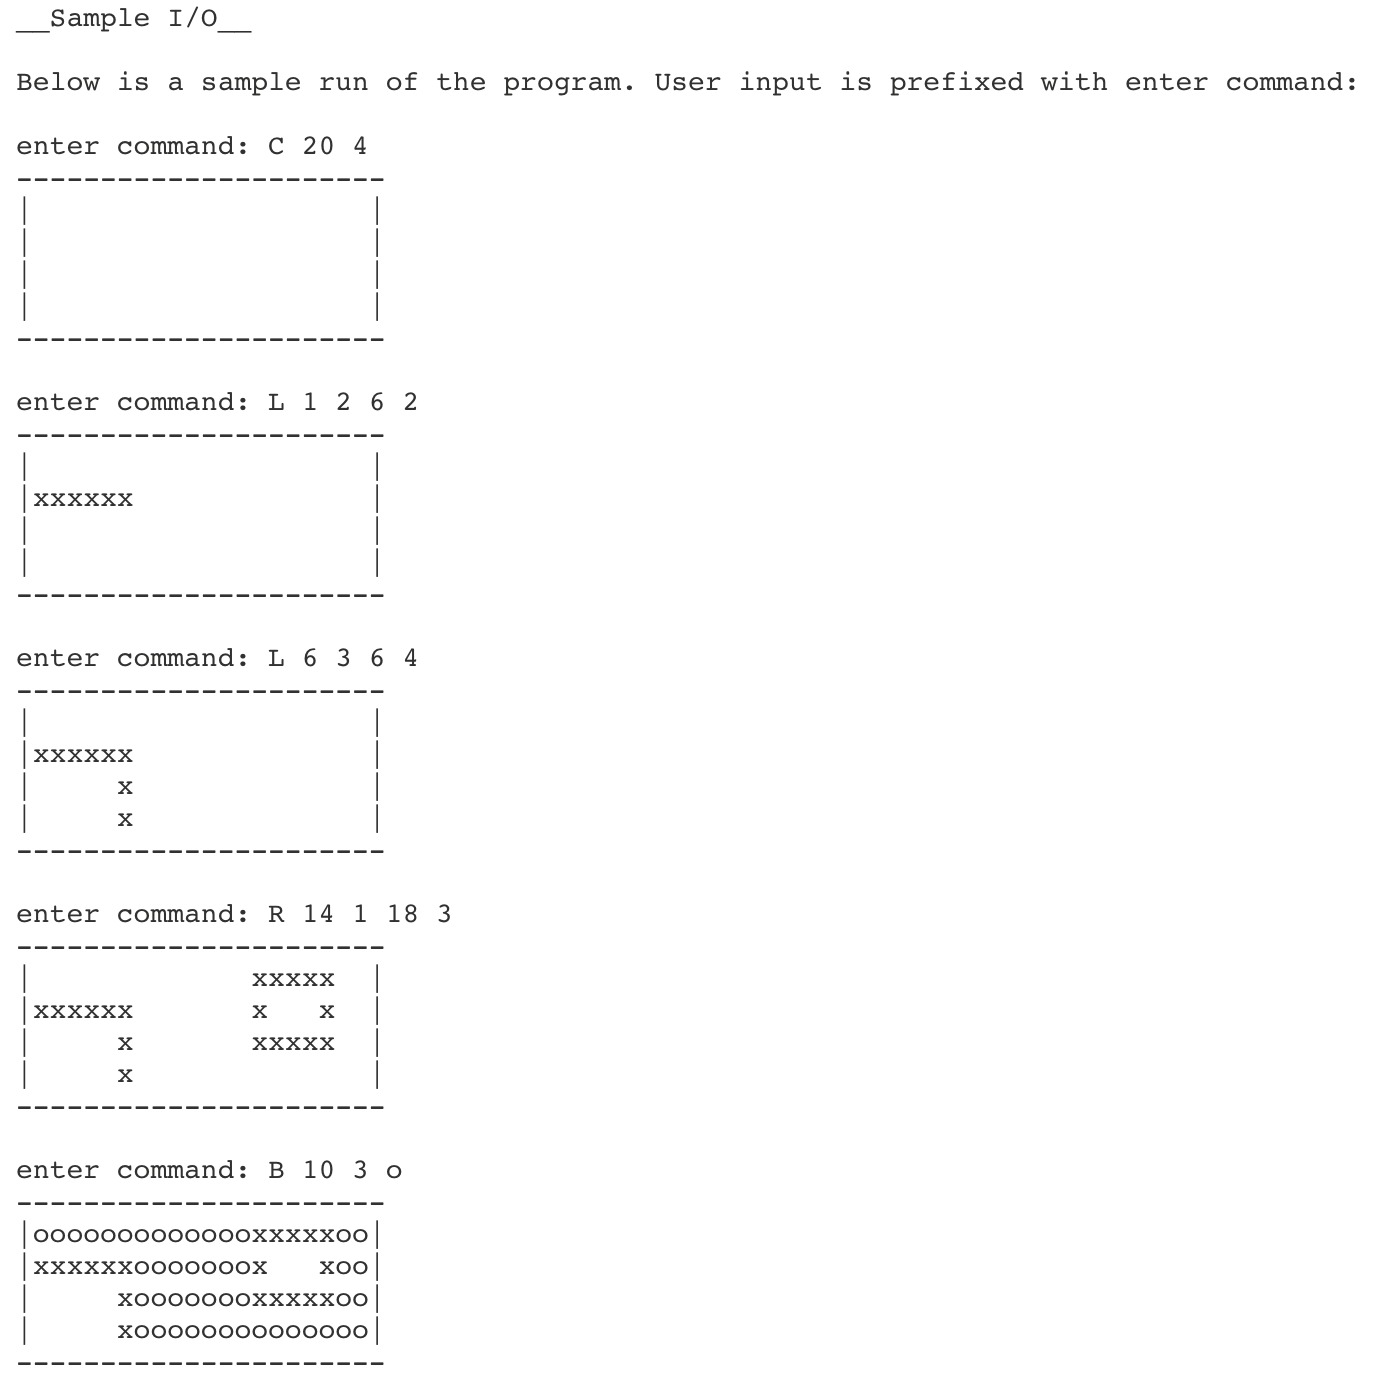 __Sample I/O__
Below is a sample run of the program. User input is prefixed with enter command:
enter command: C 20 4
----------------------
|                    |
|                    |
|                    |
|                    |
----------------------
enter command: L 1 2 6 2
----------------------
|                    |
|xxxxxx              |
|                    |
|                    |
----------------------
enter command: L 6 3 6 4
----------------------
|                    |
|xxxxxx              |
|     x              |
|     x              |
----------------------
enter command: R 14 1 18 3
----------------------
|             xxxxx  |
|xxxxxx       x   x  |
|     x       xxxxx  |
|     x              |
----------------------
enter command: B 10 3 o
----------------------
|oooooooooooooxxxxxoo|
|xxxxxxooooooox   xoo|
|     xoooooooxxxxxoo|
|     xoooooooooooooo|
----------------------